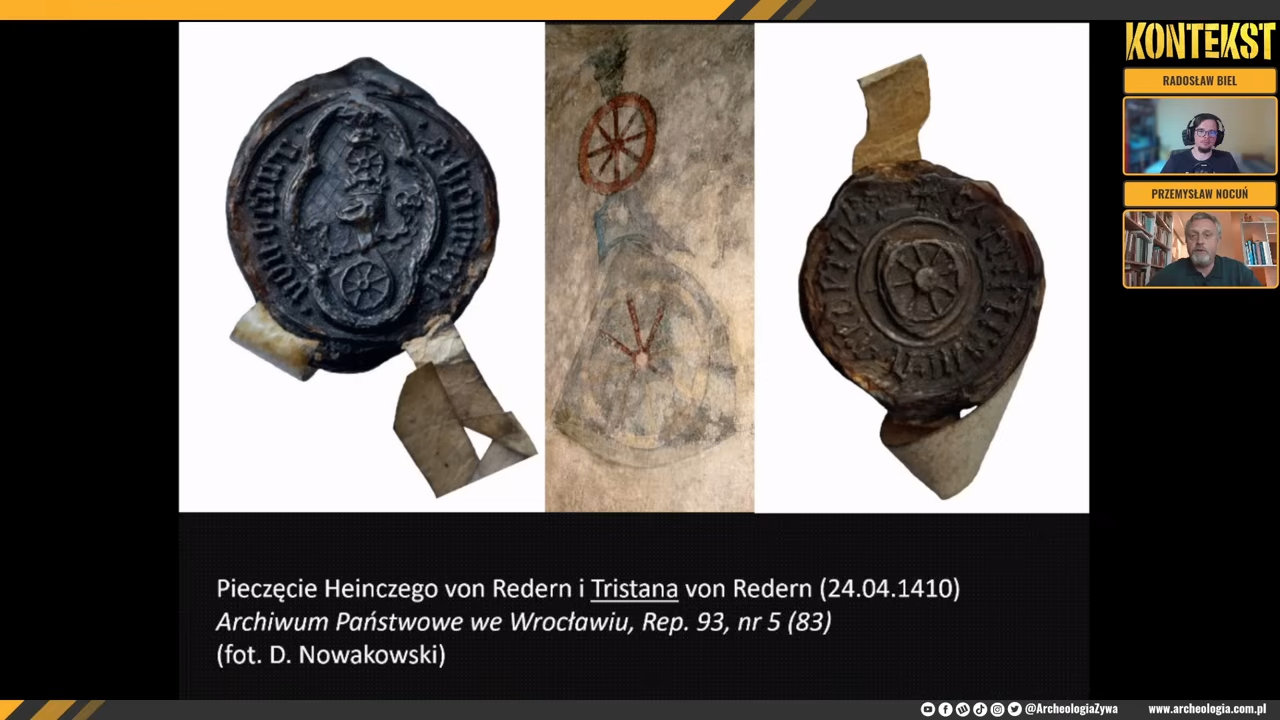 KONTEKST
RADOSŁAW BIEL
PRZEMYSŁAW NOCUŃ
Pieczęcie Heinczego von Redern i Tristana von Redern (24.04.1410)
Archiwum Państwowe we Wrocławiu, Rep. 93, nr 5 (83)
(fot. D. Nowakowski)
@ArcheologiaZywa www.archeologia.com.pl